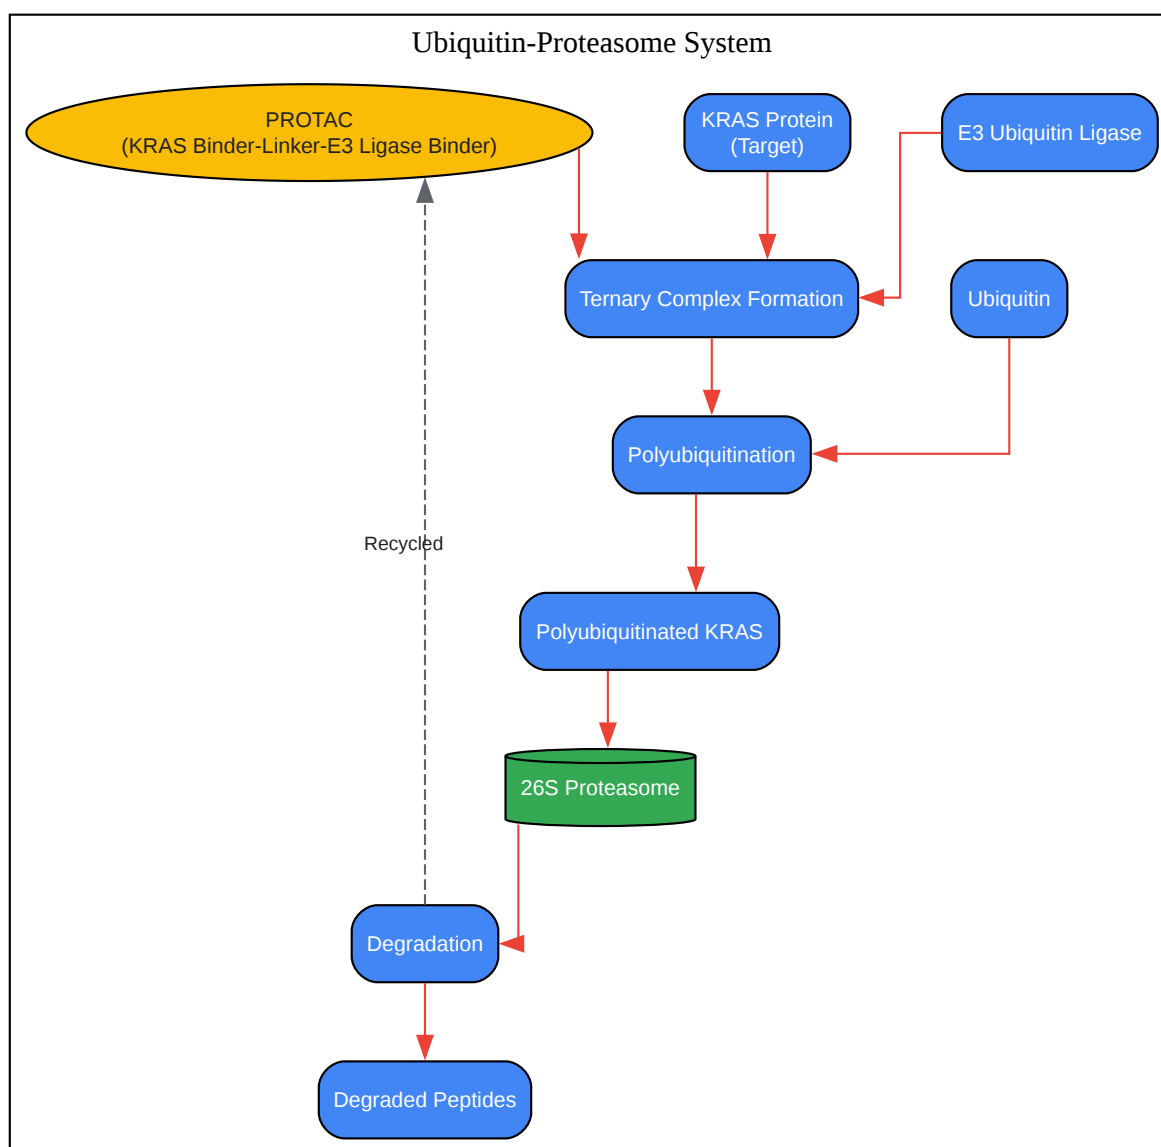 Ubiquitin-Proteasome System
PROTAC
(KRAS Binder-Linker-E3 Ligase Binder)
KRAS Protein
(Target)
E3 Ubiquitin Ligase
Ternary Complex Formation
Ubiquitin
Polyubiquitination
Recycled
Polyubiquitinated KRAS
26S Proteasome
Degradation
Degraded Peptides